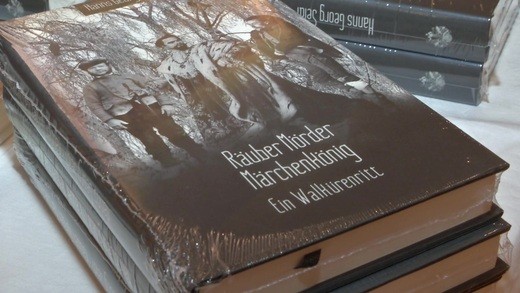 Räuber Mörder
Märchenkönig
Ein Walkürenritt
Hanns Georg